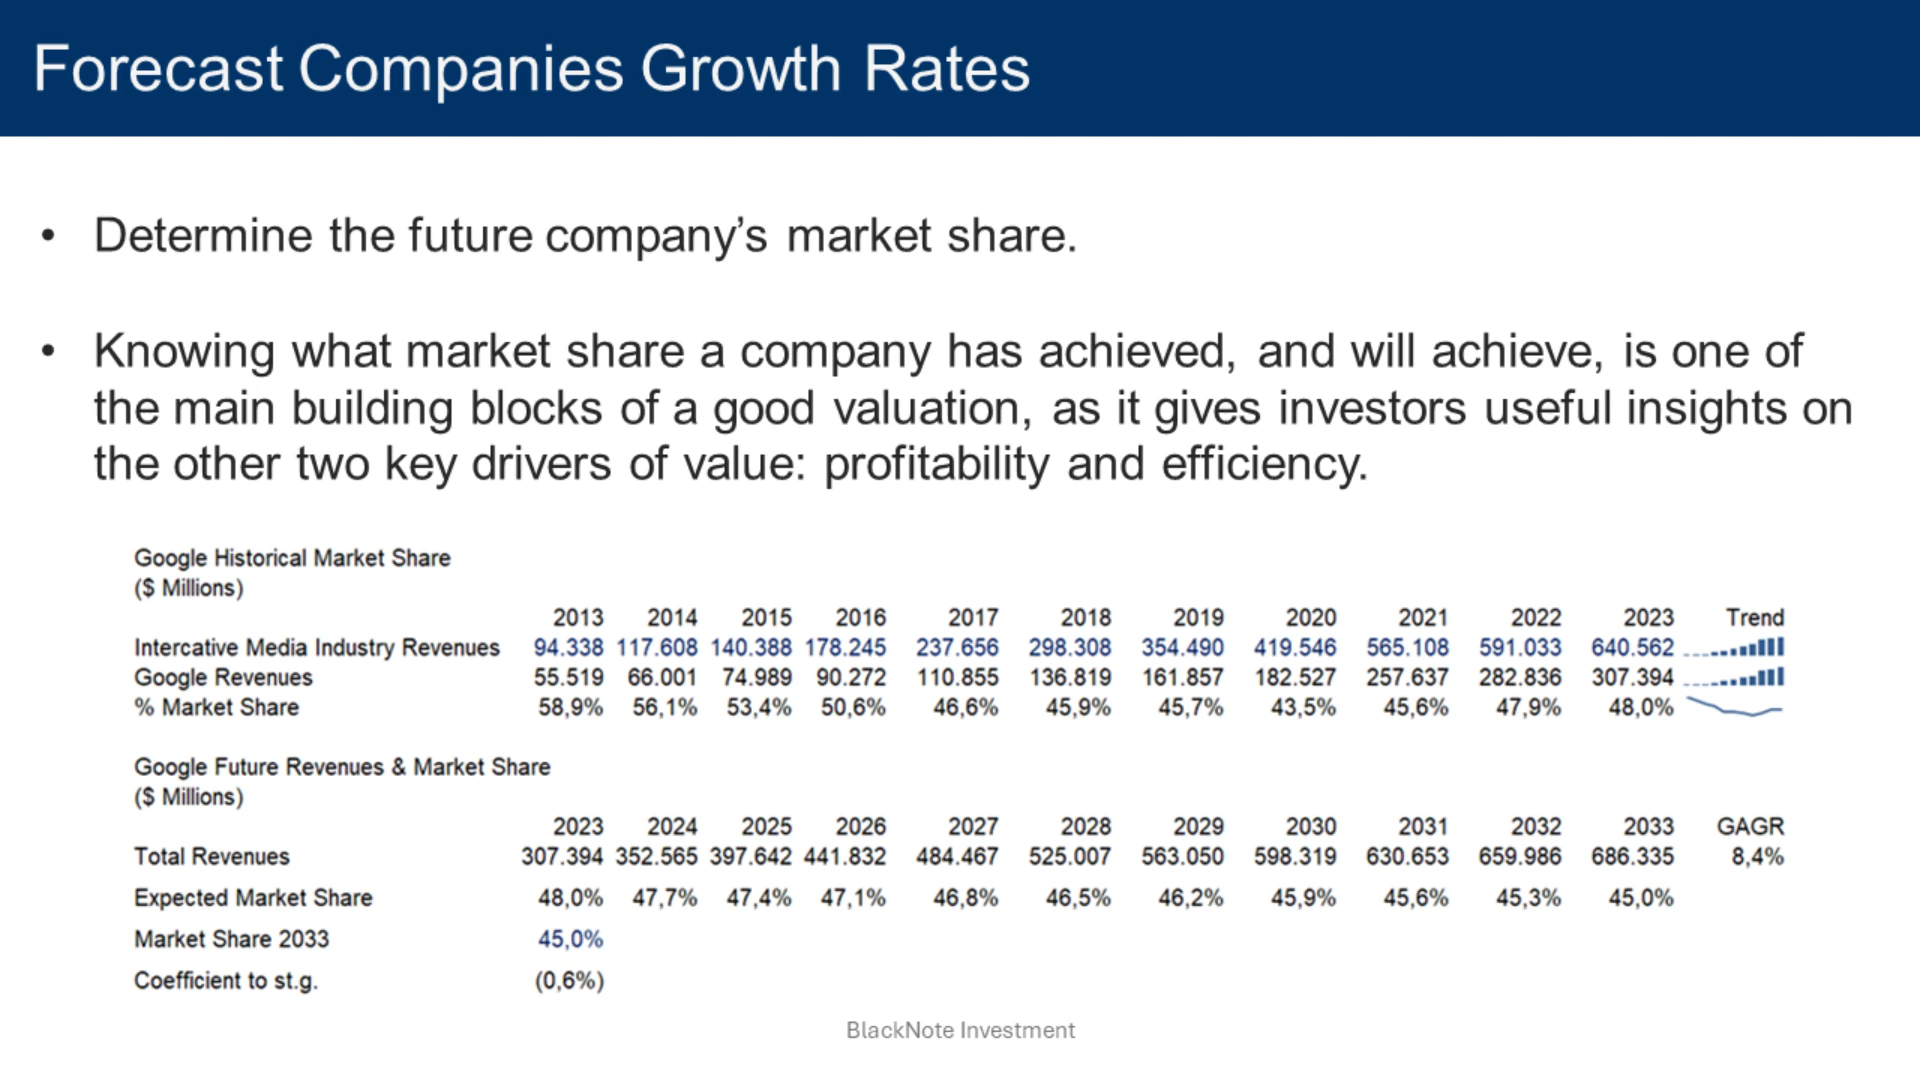 Forecast Companies Growth Rates
• Determine the future company’s market share.
• Knowing what market share a company has achieved, and will achieve, is one of
the main building blocks of a good valuation, as it gives investors useful insights on
the other two key drivers of value: profitability and efficiency.
Google Historical Market Share
($ Millions)
2013 2014 2015 2016 2017 2018 2019 2020 2021 2022 2023 Trend
Intercative Media Industry Revenues 94.338 117.608 140.388 178.245 237.656 298.308 354.490 419.546 565.108 591.033 640.562
Google Revenues 55.519 66.001 74.989 90.272 110.855 136.819 161.857 182.527 257.637 282.836 307.394
% Market Share 58,9% 56,1% 53,4% 50,6% 46,6% 45,9% 45,7% 43,5% 45,6% 47,9% 48,0%
Google Future Revenues & Market Share
($ Millions)
2023 2024 2025 2026 2027 2028 2029 2030 2031 2032 2033 GAGR
Total Revenues 307.394 352.565 397.642 441.832 484.467 525.007 563.050 598.319 630.653 659.986 686.335 8,4%
Expected Market Share 48,0% 47,7% 47,4% 47,1% 46,8% 46,5% 46,2% 45,9% 45,6% 45,3% 45,0%
Market Share 2033 45,0%
Coefficient to st.g. (0,6%)
BlackNote Investment